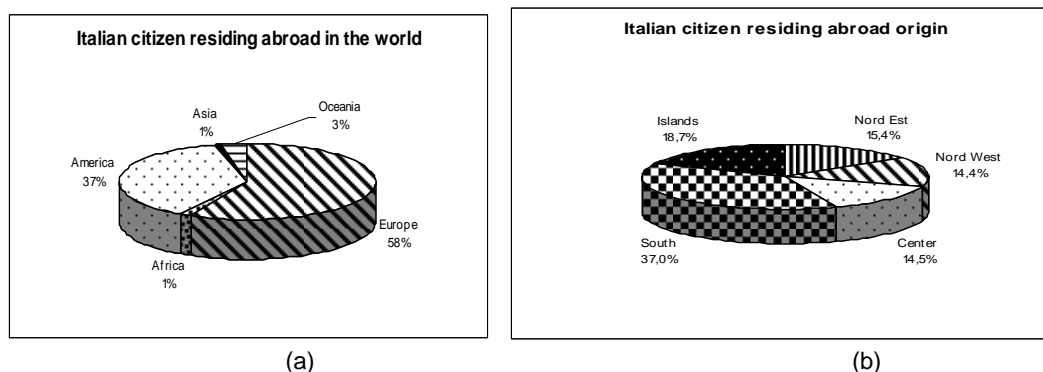 Italian citizen residing abroad in the world
Asia
1%
Oceania
3%
America
37%
Europe
58%
Africa
1%
(a)
Italian citizen residing abroad origin
Islands
18,7%
Nord Est
15,4%
Nord West
14,4%
South
37,0%
Center
14,5%
(b)